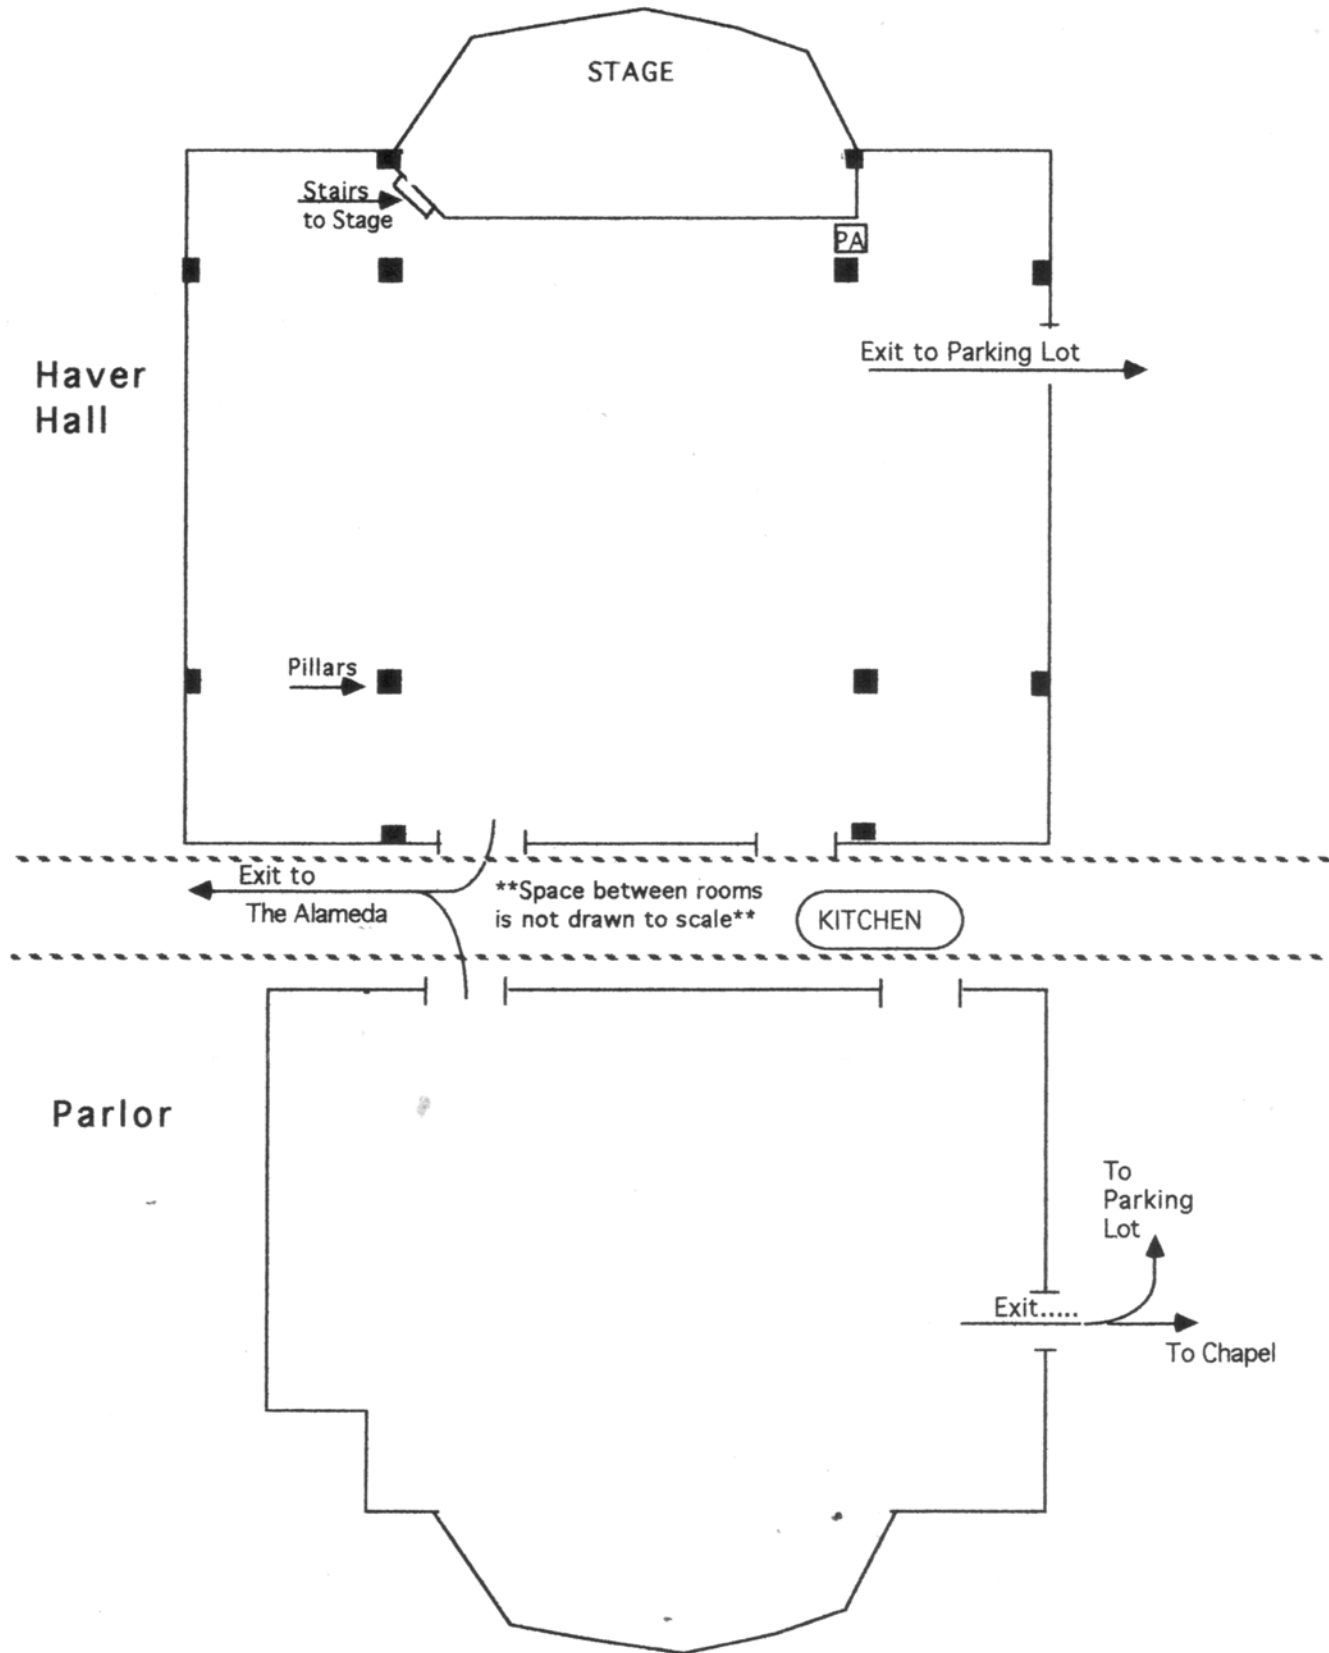 STAGE
Stairs
to Stage
PA
Exit to Parking Lot
Haver
Hall
Pillars
Exit to
The Alameda
**Space between rooms
is not drawn to scale**
KITCHEN
Parlor
To
Parking
Lot
Exit.....
To Chapel